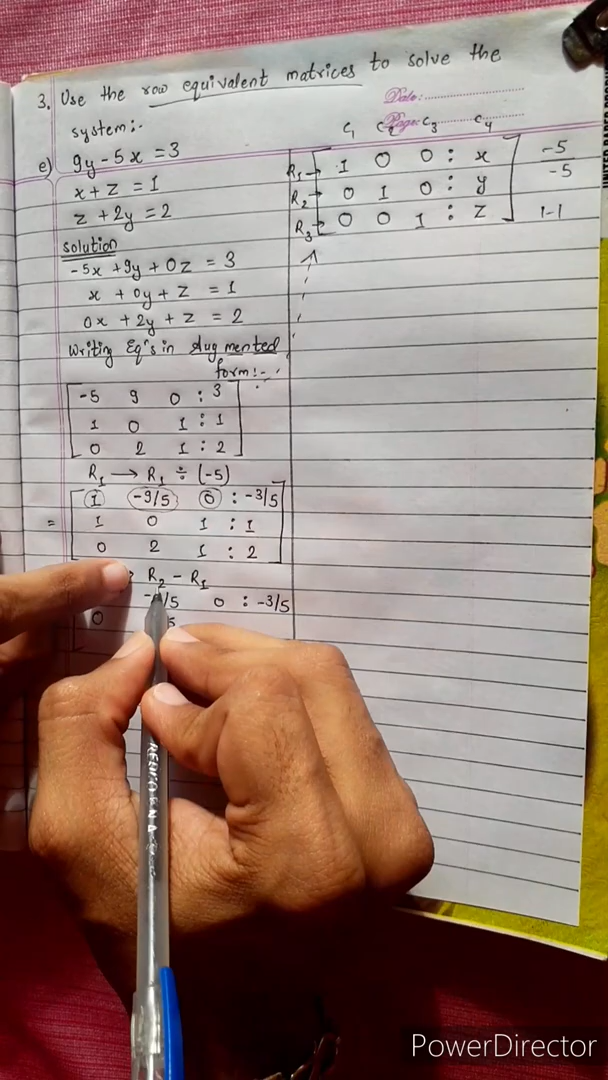 3. Use the row equivalent matrices to solve the
Date:
system:-
Page:
e) 9y-5x=3
x+z=1
z+2y=2
solution
-5x+9y+0z=3
x+0y+z=1
0x+2y+z=2
Writing Eqⁿs in Augmented
form:-
-5 9 0 : 3
1 0 1 : 1
0 2 1 : 2
R₁ → R₁ ÷ (-5)
1 -9/5 0 : -3/5
= 1 0 1 : 1
0 2 1 : 2
R₂ - R₁
/5 0 : -3/5
0 5
C₁ C₂ C₃ C₄
R₁→ 1 0 0 : x -5/-5
R₂→ 0 1 0 : y
R₃→ 0 0 1 : z 1-1
PowerDirector